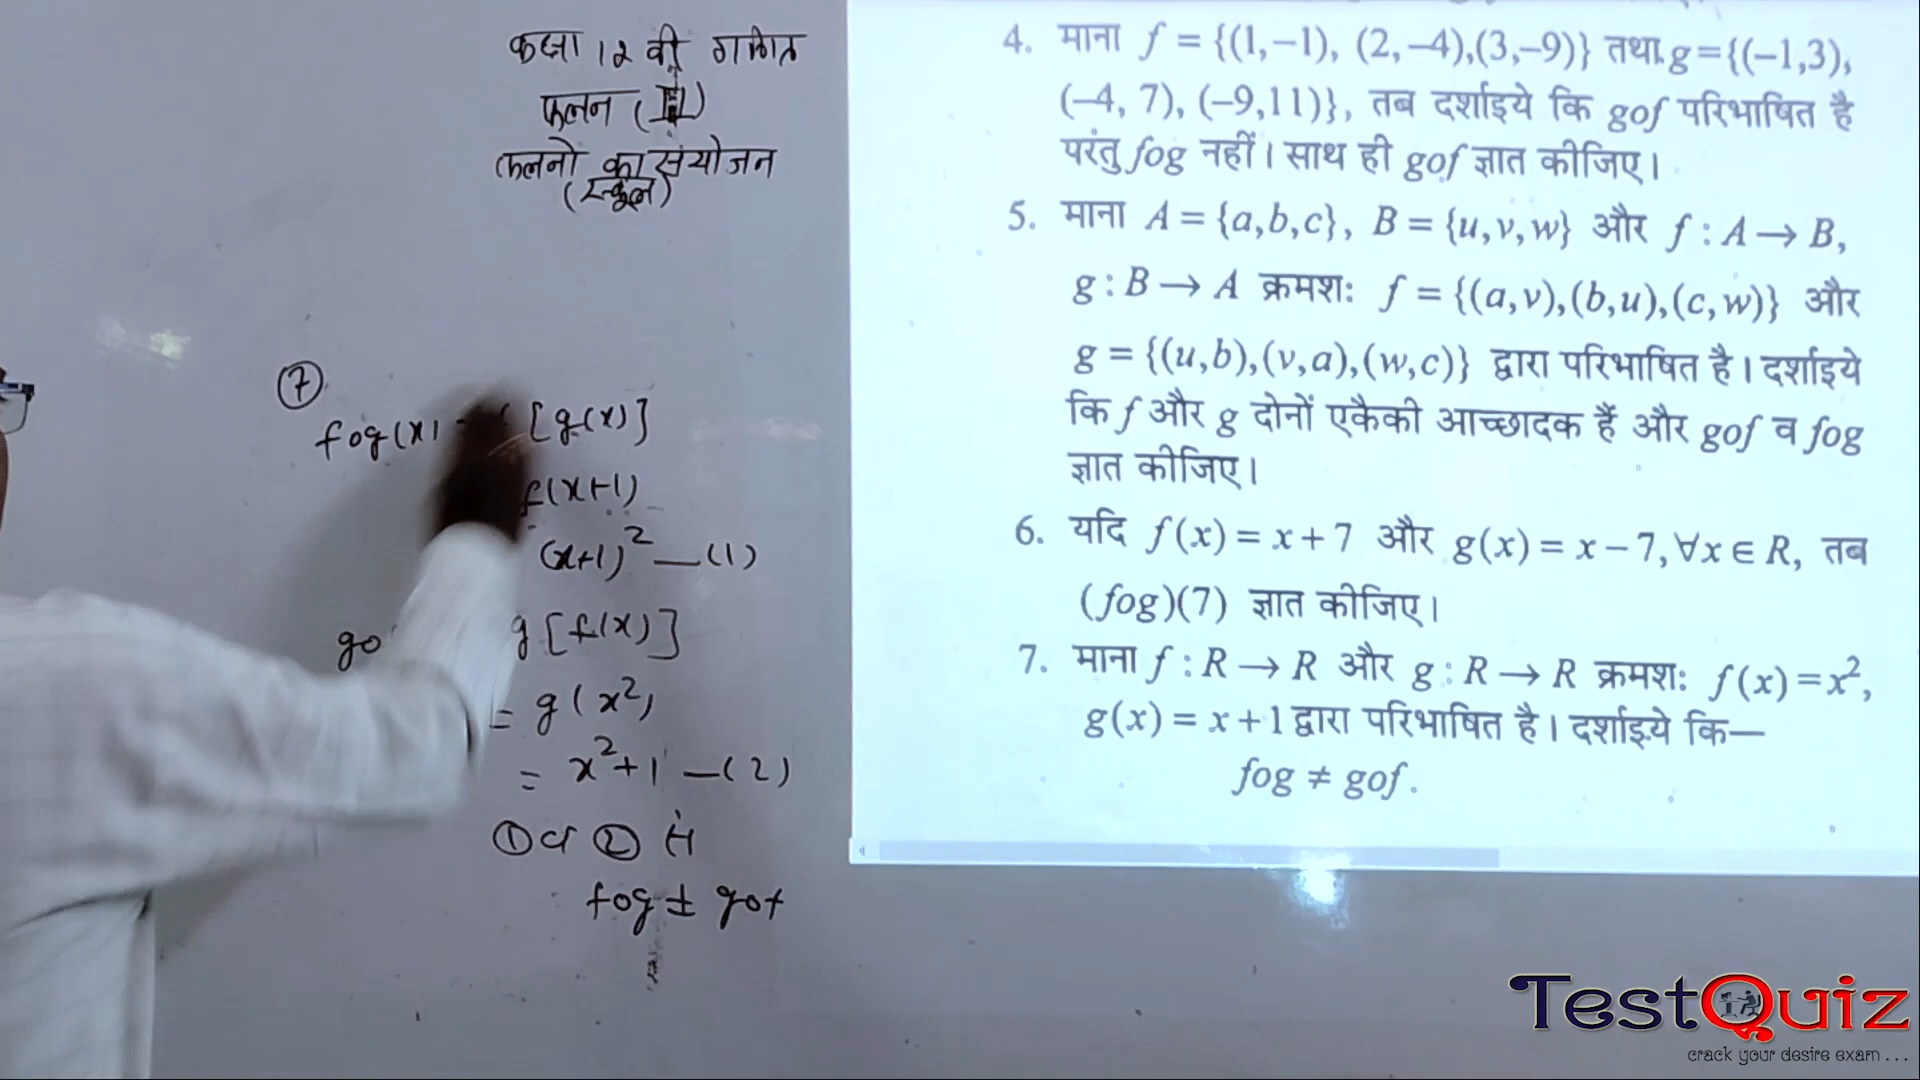 कक्षा 12 वी गणित
फलन (II)
फलनो का संयोजन
(स्कूल)
7
fog(x) [g(x)]
f(x+1)
(x+1)² —(1)
go g[f(x)]
= g(x²)
= x²+1 —(2)
① व ② से
fog ≠ gof
4. माना f = {(1,−1), (2,−4),(3,−9)} तथा g={(−1,3),
(−4, 7), (−9,11)}, तब दर्शाइये कि gof परिभाषित है
परंतु fog नहीं। साथ ही gof ज्ञात कीजिए।
5. माना A = {a,b,c}, B = {u,v,w} और f : A → B,
g : B → A क्रमशः f = {(a,v),(b,u),(c,w)} और
g = {(u,b),(v,a),(w,c)} द्वारा परिभाषित है। दर्शाइये
कि f और g दोनों एकैकी आच्छादक हैं और gof व fog
ज्ञात कीजिए।
6. यदि f(x) = x + 7 और g(x) = x − 7, ∀x ∈ R, तब
(fog)(7) ज्ञात कीजिए।
7. माना f : R → R और g : R → R क्रमशः f(x) = x²,
g(x) = x + 1 द्वारा परिभाषित है। दर्शाइये कि—
fog ≠ gof.
TestQuiz
crack your desire exam . . .